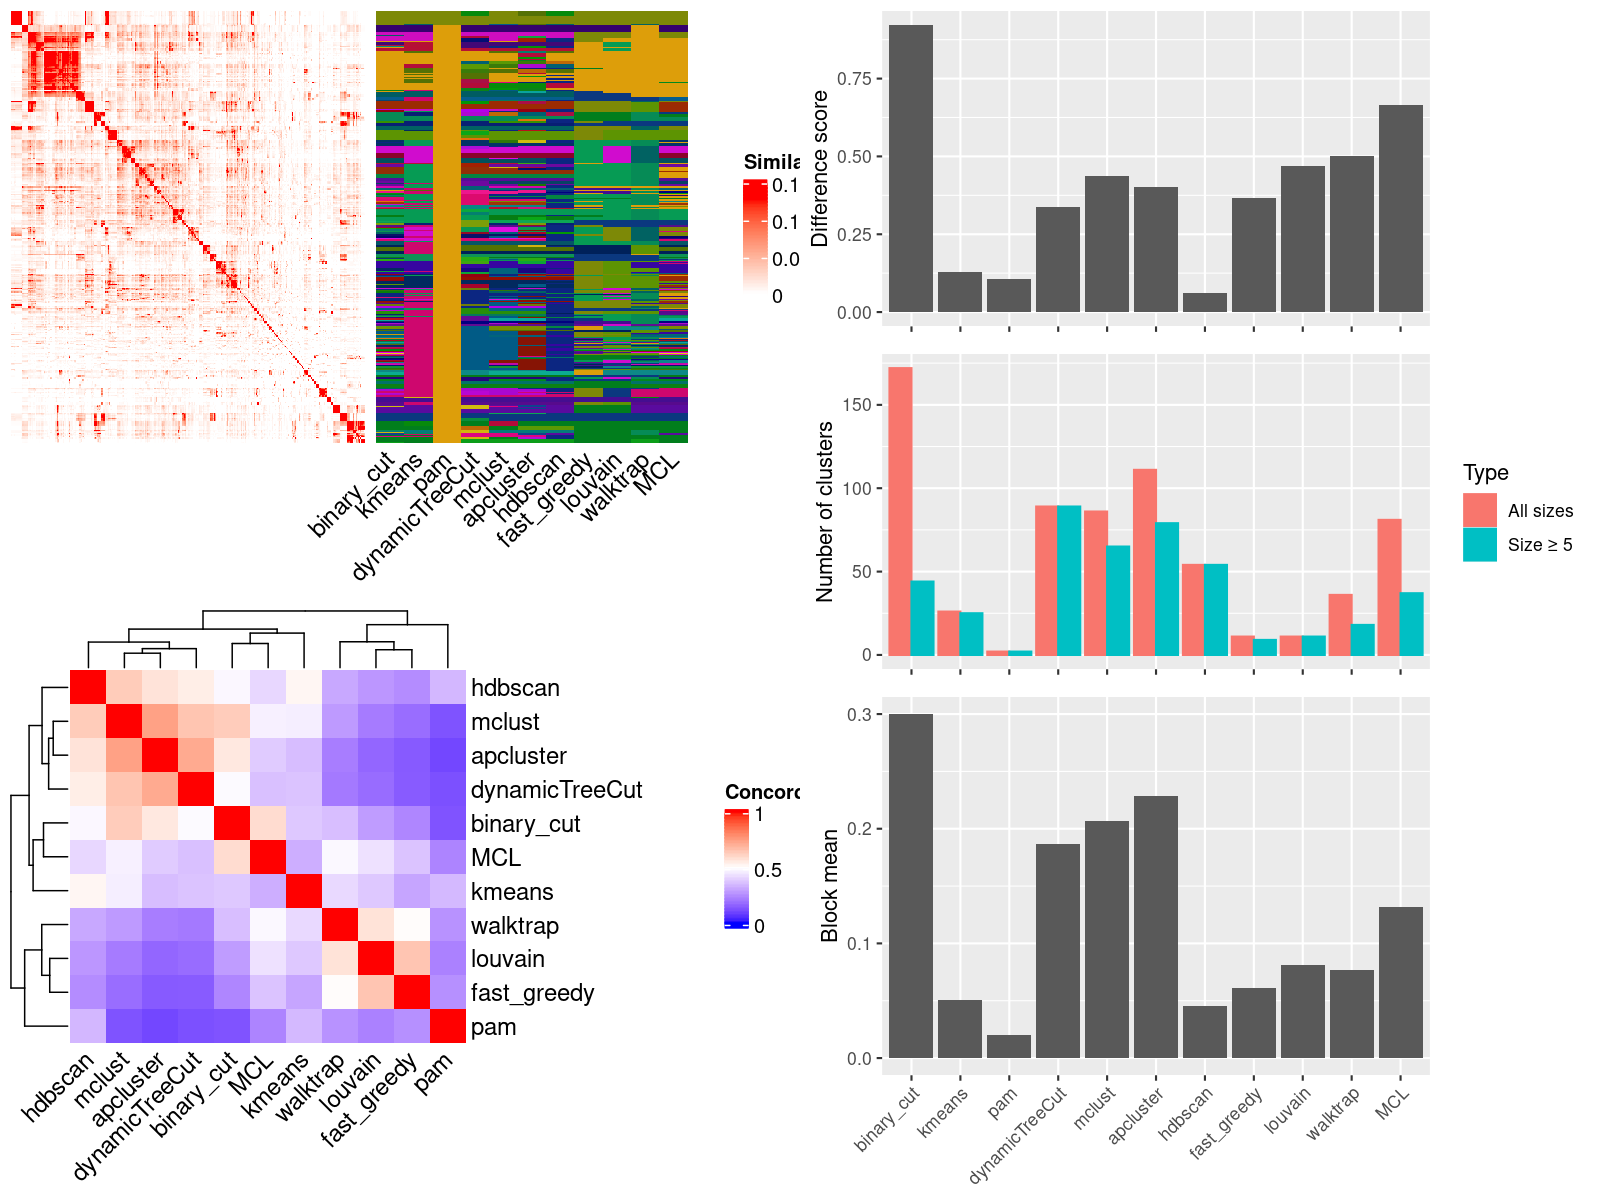 Simila
0.1
0.1
0.0
0
binary_cut
kmeans
pam
dynamicTreeCut
mclust
apcluster
hdbscan
fast_greedy
louvain
walktrap
MCL
hdbscan
mclust
apcluster
dynamicTreeCut
binary_cut
MCL
kmeans
walktrap
louvain
fast_greedy
pam
hdbscan
mclust
apcluster
dynamicTreeCut
binary_cut
MCL
kmeans
walktrap
louvain
fast_greedy
pam
Concord
1
0.5
0
Difference score
0.75
0.50
0.25
0.00
Number of clusters
150
100
50
0
Type
All sizes
Size ≥ 5
Block mean
0.3
0.2
0.1
0.0
binary_cut
kmeans
pam
dynamicTreeCut
mclust
apcluster
hdbscan
fast_greedy
louvain
walktrap
MCL